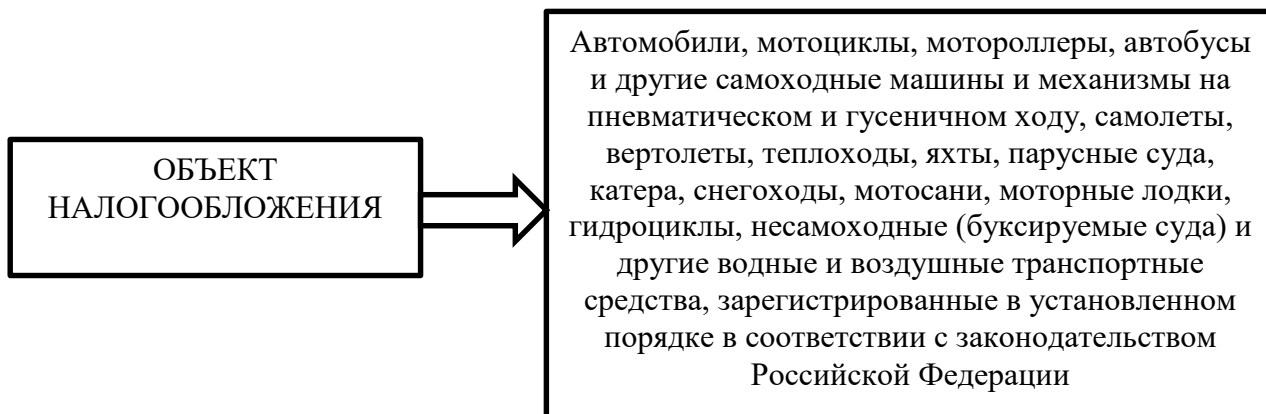 ОБЪЕКТ
НАЛОГООБЛОЖЕНИЯ
Автомобили, мотоциклы, мотороллеры, автобусы
и другие самоходные машины и механизмы на
пневматическом и гусеничном ходу, самолеты,
вертолеты, теплоходы, яхты, парусные суда,
катера, снегоходы, мотосани, моторные лодки,
гидроциклы, несамоходные (буксируемые суда) и
другие водные и воздушные транспортные
средства, зарегистрированные в установленном
порядке в соответствии с законодательством
Российской Федерации